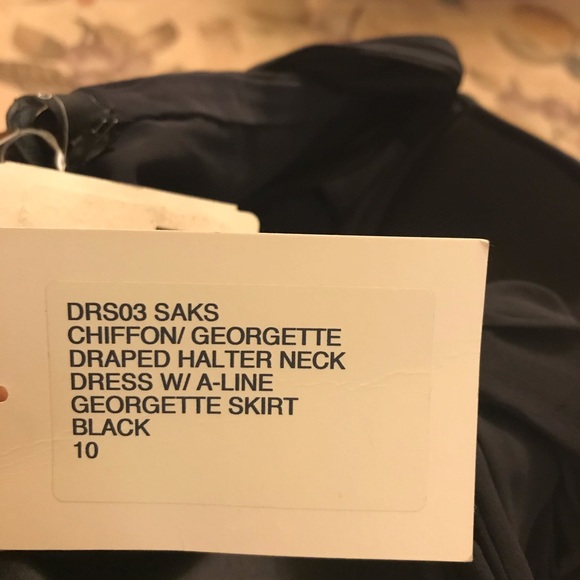 DRS03 SAKS
CHIFFON/ GEORGETTE
DRAPED HALTER NECK
DRESS W/ A-LINE
GEORGETTE SKIRT
BLACK
10